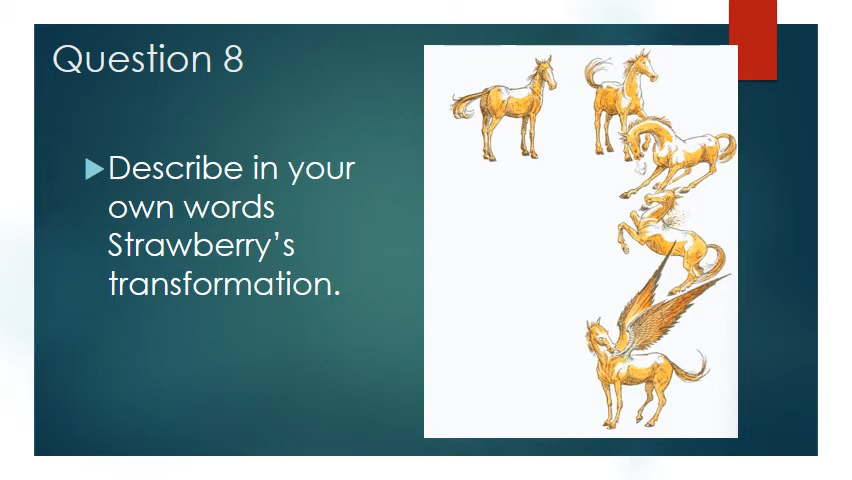 Question 8
Describe in your
own words
Strawberry’s
transformation.